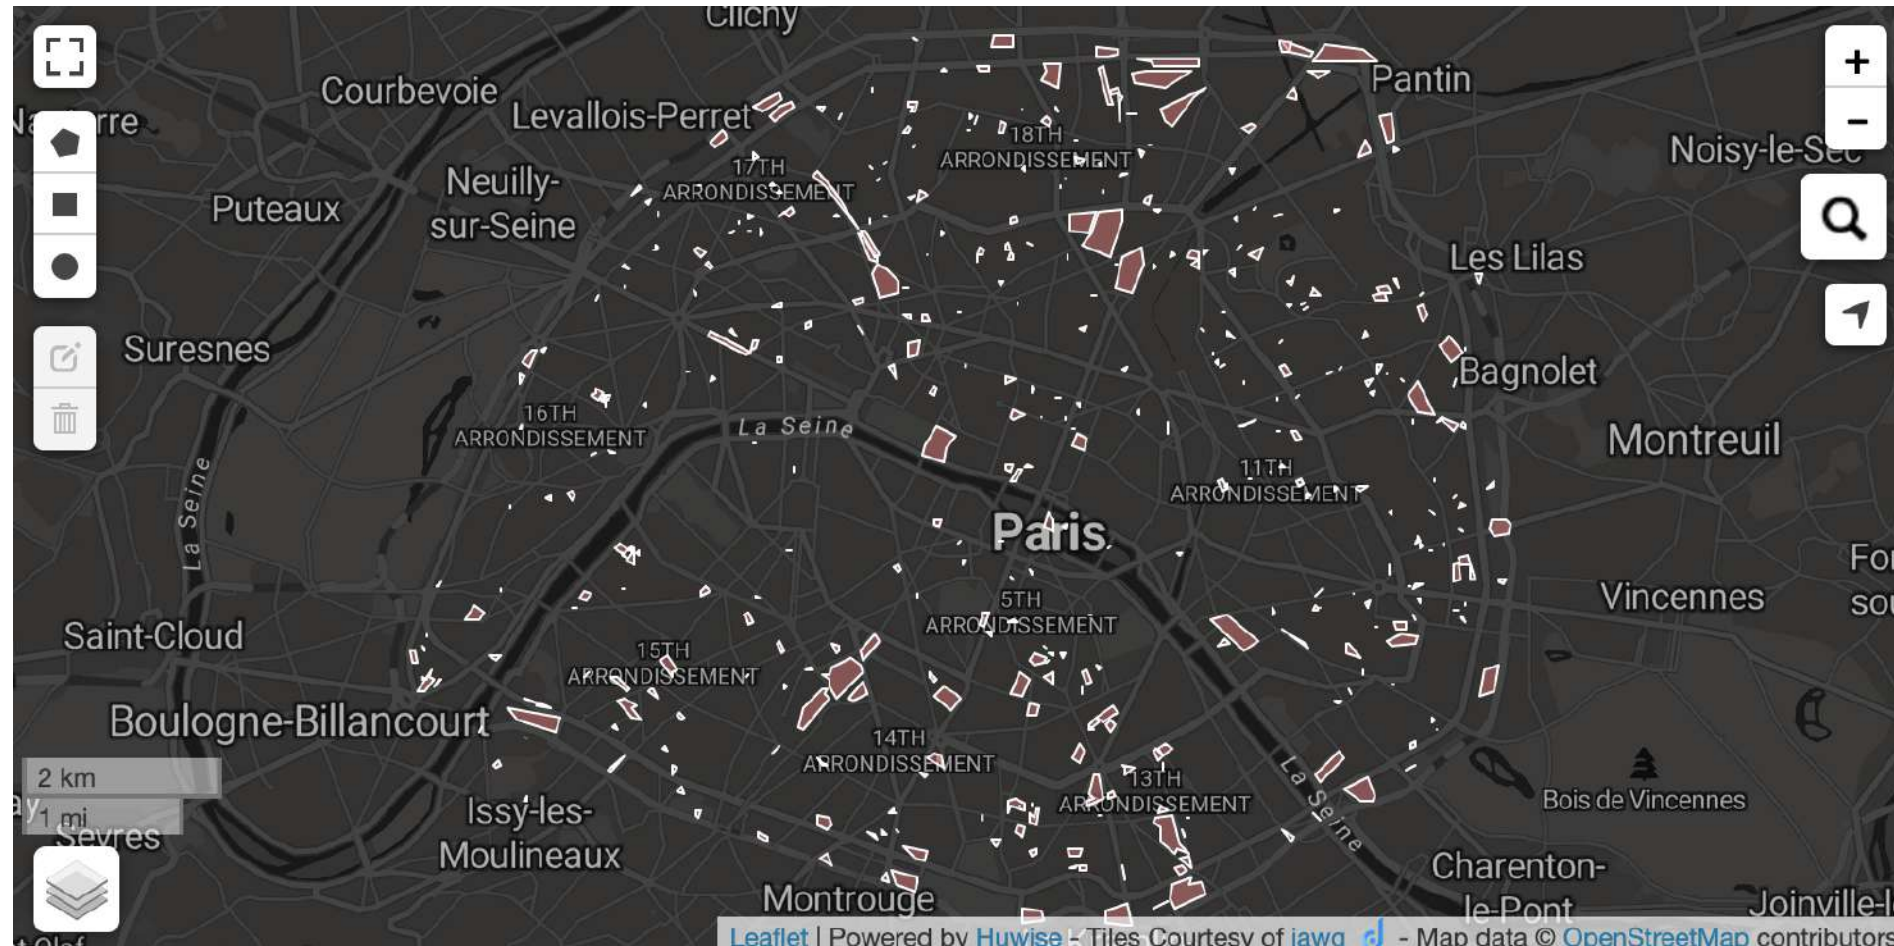 Clichy
Courbevoie
Pantin
Levallois-Perret
18TH
ARRONDISSEMENT
Noisy-le-Sec
17TH
ARRONDISSEMENT
Neuilly-
sur-Seine
Puteaux
Les Lilas
Suresnes
Bagnolet
16TH
ARRONDISSEMENT
La Seine
Montreuil
11TH
ARRONDISSEMENT
La Seine
Paris
5TH
ARRONDISSEMENT
Vincennes
Saint-Cloud
15TH
ARRONDISSEMENT
Boulogne-Billancourt
14TH
ARRONDISSEMENT
13TH
ARRONDISSEMENT
La Seine
Bois de Vincennes
2 km
1 mi
Sèvres
Issy-les-
Moulineaux
Charenton-
le-Pont
Montrouge
Joinville-l
+
−
Leaflet | Powered by Huwise - Tiles Courtesy of jawg - Map data © OpenStreetMap contributors